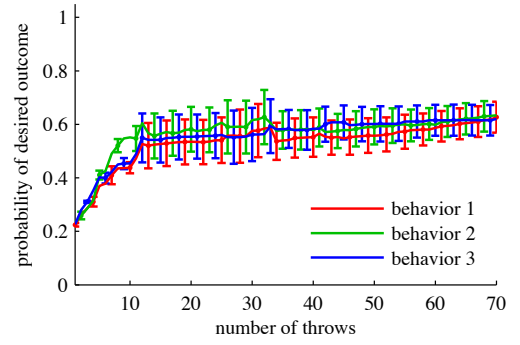 probability of desired outcome
1
0.8
0.6
0.4
0.2
0
behavior 1
behavior 2
behavior 3
10 20 30 40 50 60 70
number of throws